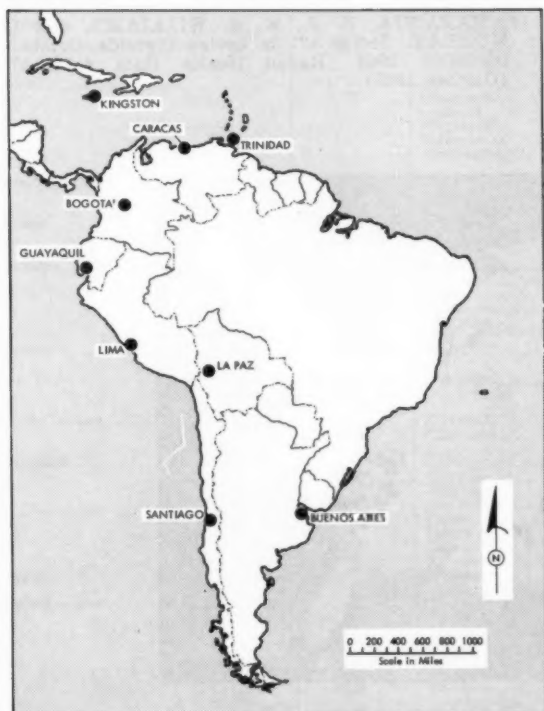 KINGSTON
CARACAS
TRINIDAD
BOGOTA'
GUAYAQUIL
LIMA
LA PAZ
SANTIAGO
BUENOS AIRES
N
0 200 400 600 800 1000
Scale in Miles